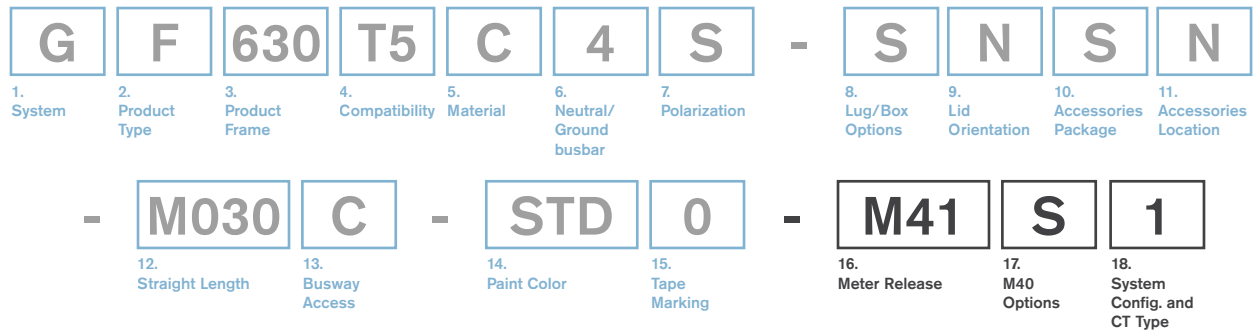 G F 630 T5 C 4 S - S N S N
1. 2. 3. 4. 5. 6. 7. 8. 9. 10. 11.
System Product Product Compatibility Material Neutral/ Polarization Lug/Box Lid Accessories Accessories
Type Frame Ground Options Orientation Package Location
busbar
- M030 C - STD 0 - M41 S 1
12. 13. 14. 15. 16. 17. 18.
Straight Length Busway Paint Color Tape Meter Release M40 System
Access Marking Options Config. and
CT Type